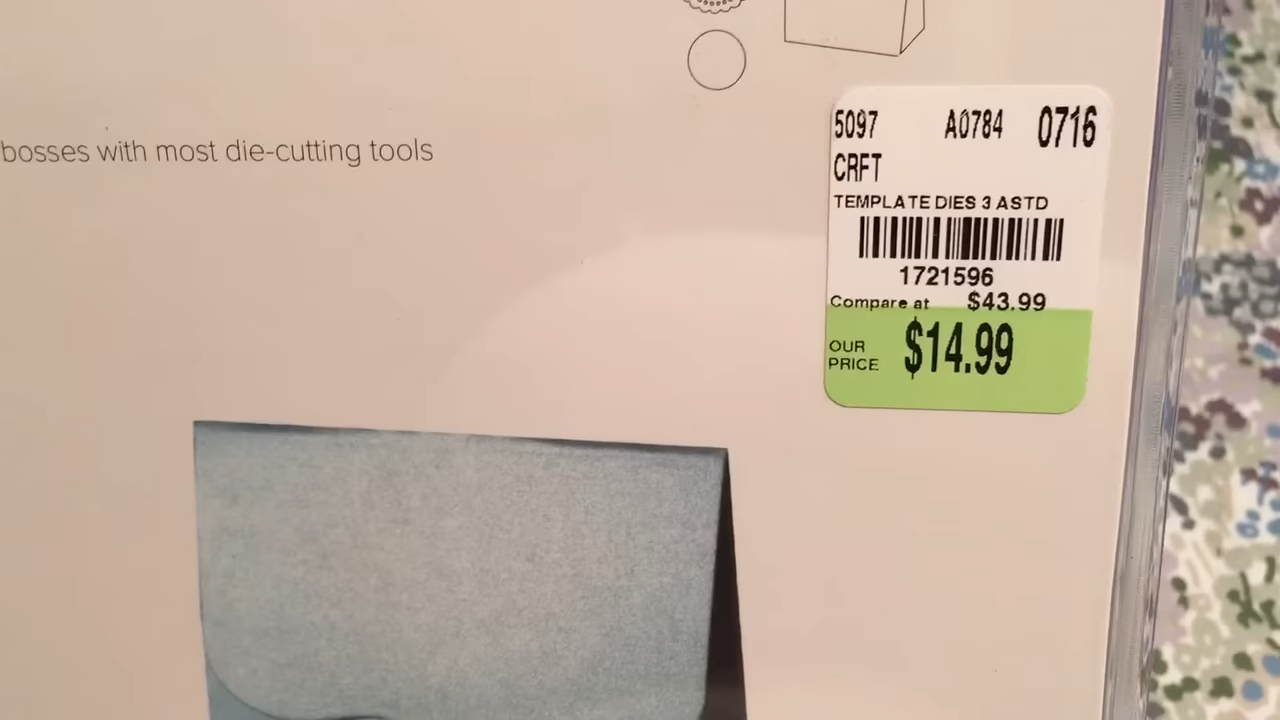 bosses with most die-cutting tools
5097 A0784 0716
CRFT
TEMPLATE DIES 3 ASTD
1721596
Compare at $43.99
OUR
PRICE $14.99